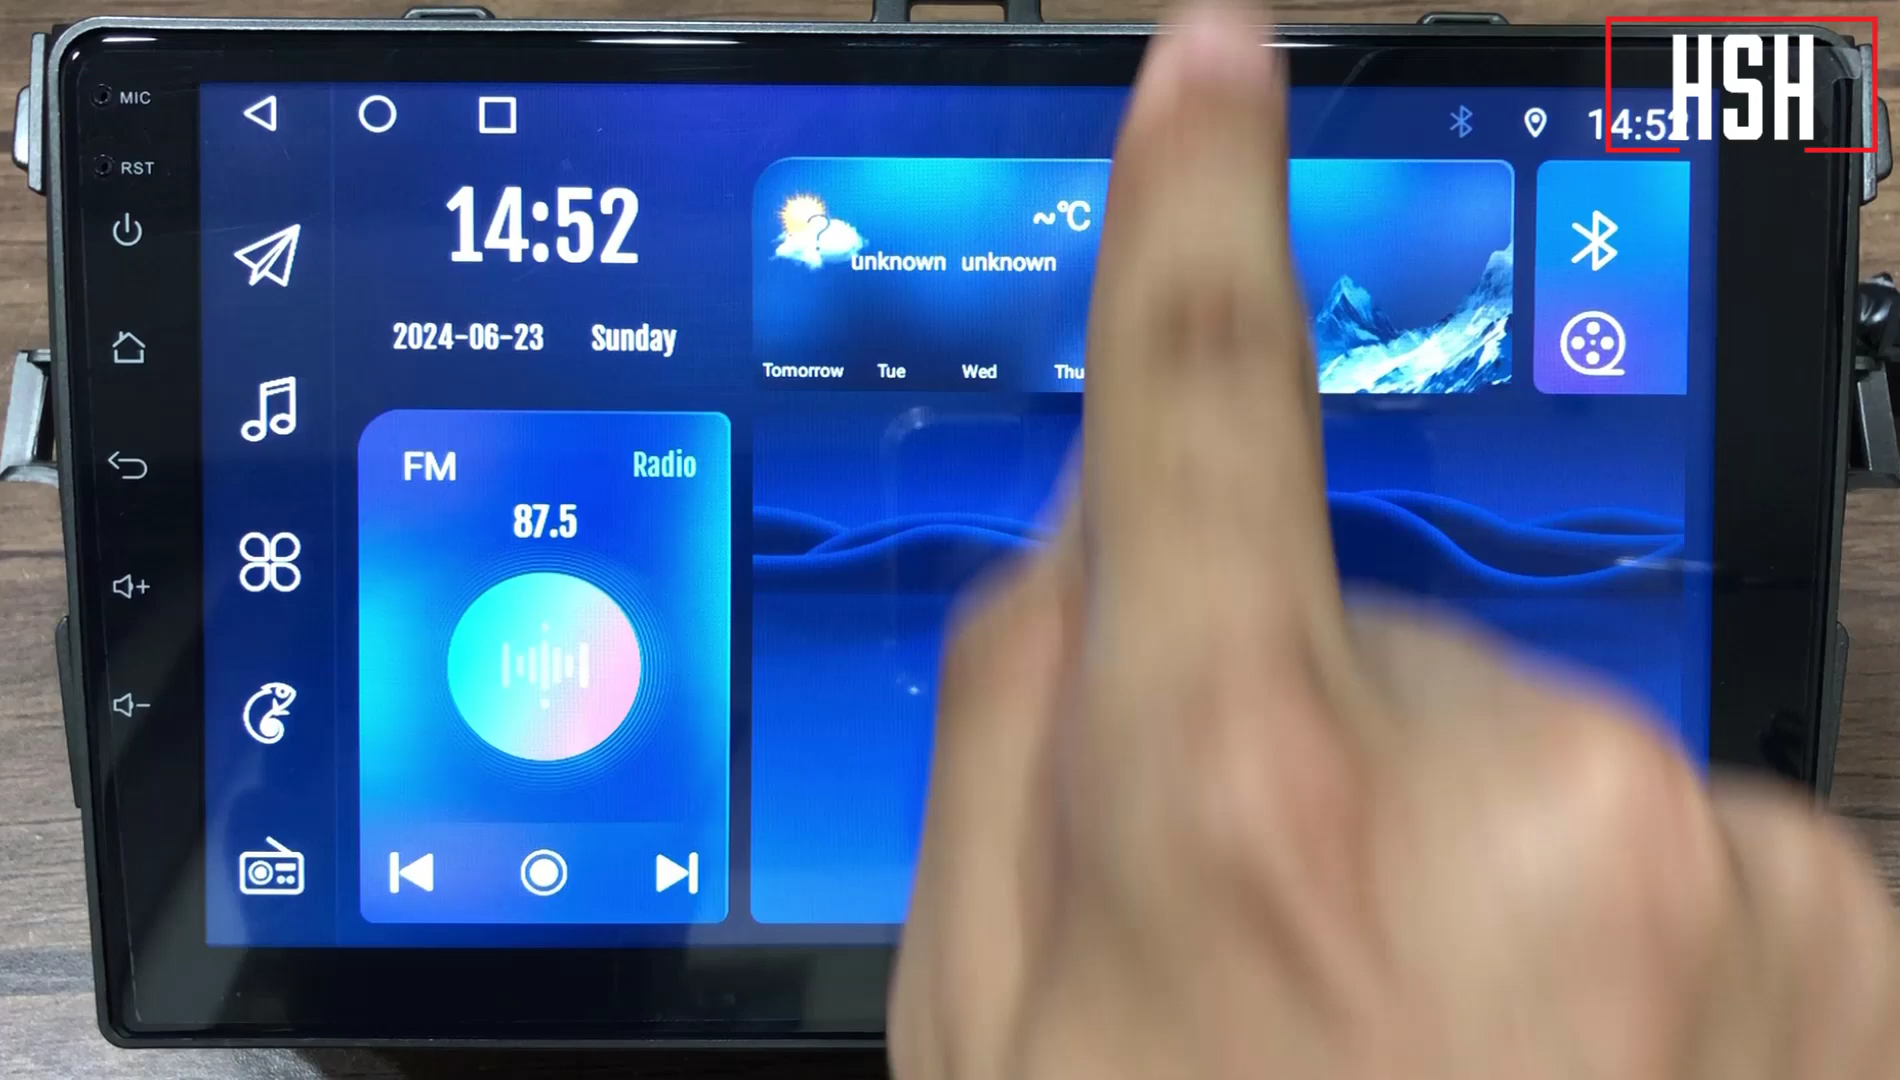 HSH
MIC
14:52
RST
14:52
~°C
unknown unknown
2024-06-23 Sunday
Tomorrow Tue Wed Thu
FM Radio
87.5